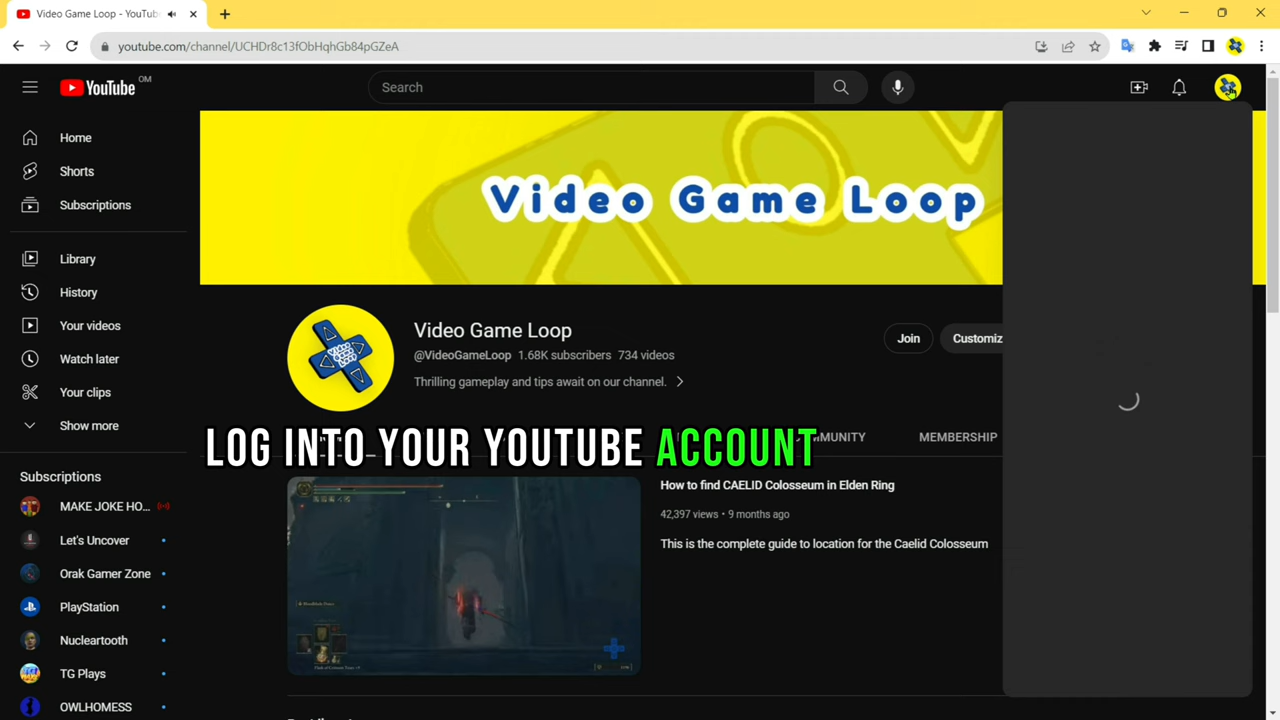 Video Game Loop - YouTub
youtube.com/channel/UCHDr8c13fObHqhGb84pGZeA
YouTube
OM
Search
Home
Shorts
Subscriptions
Library
History
Your videos
Watch later
Your clips
Show more
Subscriptions
MAKE JOKE HO...
Let's Uncover
Orak Gamer Zone
PlayStation
Nucleartooth
TG Plays
OWLHOMESS
Video Game Loop
Video Game Loop
@VideoGameLoop 1.68K subscribers 734 videos
Thrilling gameplay and tips await on our channel.
Join
Customiz
MMUNITY
MEMBERSHIP
LOG INTO YOUR YOUTUBE ACCOUNT
How to find CAELID Colosseum in Elden Ring
42,397 views • 9 months ago
This is the complete guide to location for the Caelid Colosseum